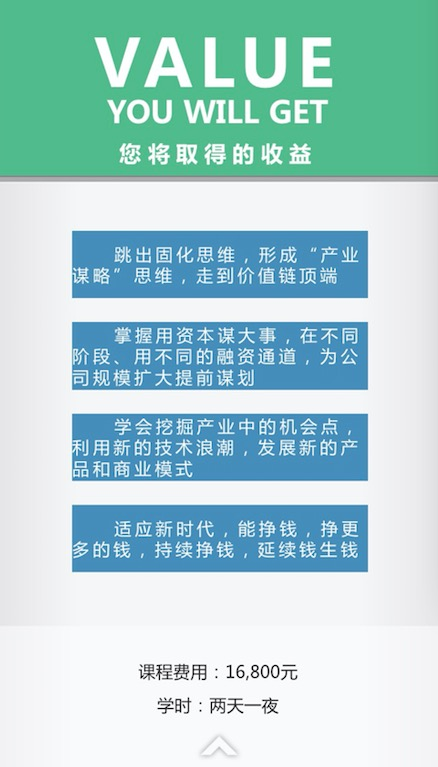 VALUE
YOU WILL GET
您将取得的收益
跳出固化思维，形成“产业
谋略”思维，走到价值链顶端
掌握用资本谋大事，在不同
阶段、用不同的融资通道，为公
司规模扩大提前谋划
学会挖掘产业中的机会点，
利用新的技术浪潮，发展新的产
品和商业模式
适应新时代，能挣钱，挣更
多的钱，持续挣钱，延续钱生钱
课程费用：16,800元
学时：两天一夜